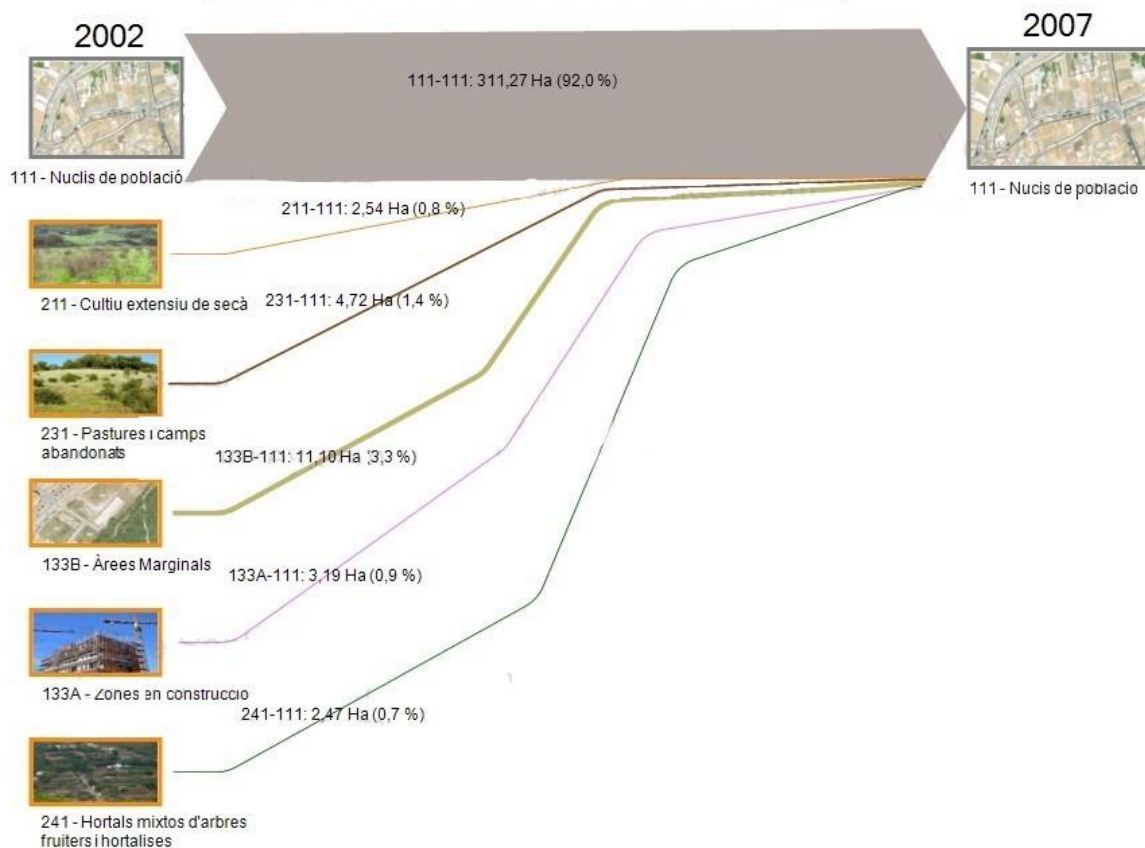 2002
2007
111-111: 311,27 Ha (92,0 %)
111 - Nuclis de població
111 - Nucis de població
211-111: 2,54 Ha (0,8 %)
211 - Cultiu extensiu de secà
231-111: 4,72 Ha (1,4 %)
231 - Pastures i camps
abandonats
133B-111: 11,10 Ha (3,3 %)
133B - Àrees Marginals
133A-111: 3,19 Ha (0,9 %)
133A - Zones en construcció
241-111: 2,47 Ha (0,7 %)
241 - Hortals mixtos d'arbres
fruiters i hortalises